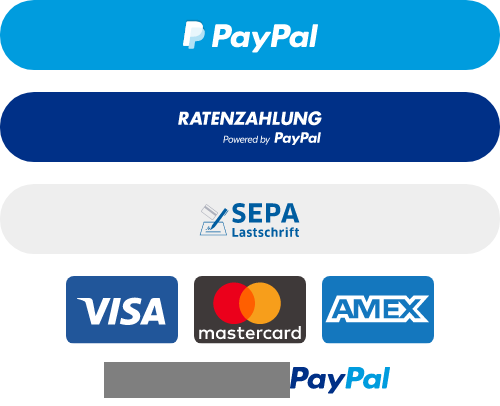 PayPal
RATENZAHLUNG
Powered by PayPal
SEPA
Lastschrift
VISA mastercard AMEX
PayPal